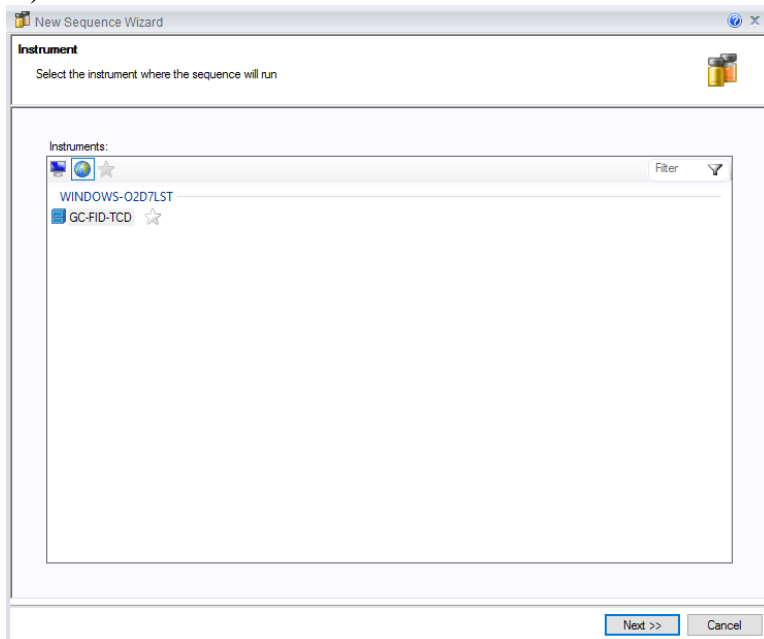 )
New Sequence Wizard
Instrument
Select the instrument where the sequence will run
Instruments:
Filter
WINDOWS-O2D7LST
GC-FID-TCD
Next >>
Cancel